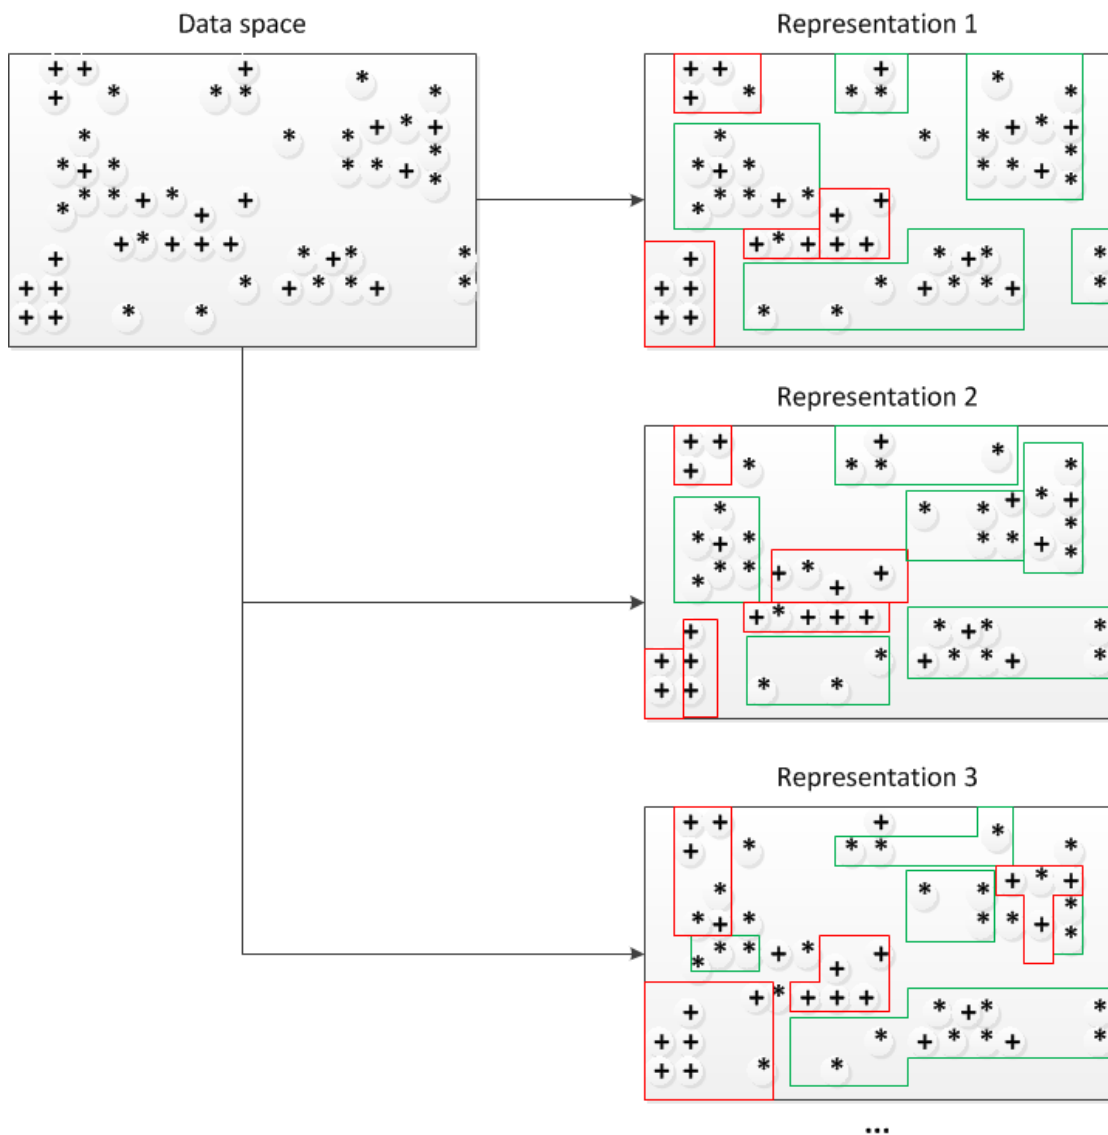 Data space
Representation 1
Representation 2
Representation 3
...